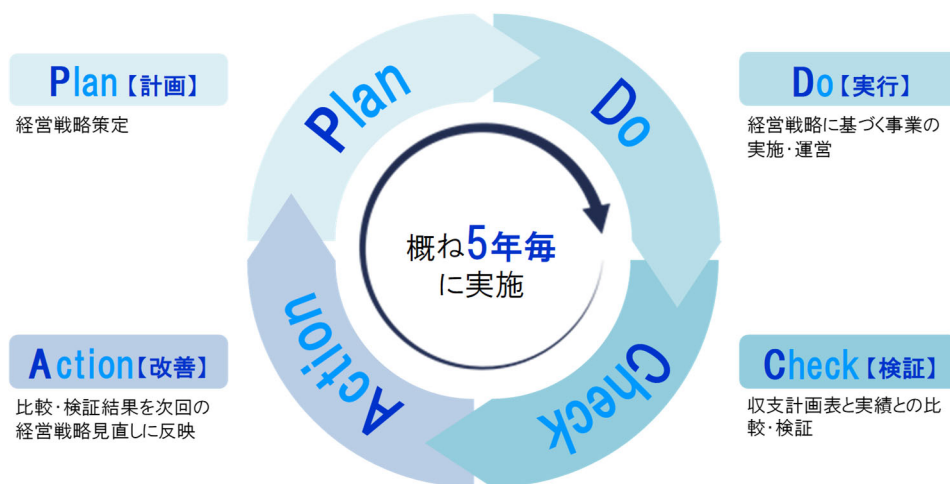 Plan【計画】
経営戦略策定
Plan
Do
Do【実行】
経営戦略に基づく事業の
実施・運営
概ね5年毎
に実施
Action【改善】
比較・検証結果を次回の
経営戦略見直しに反映
Action
Check
Check【検証】
収支計画表と実績との比
較・検証